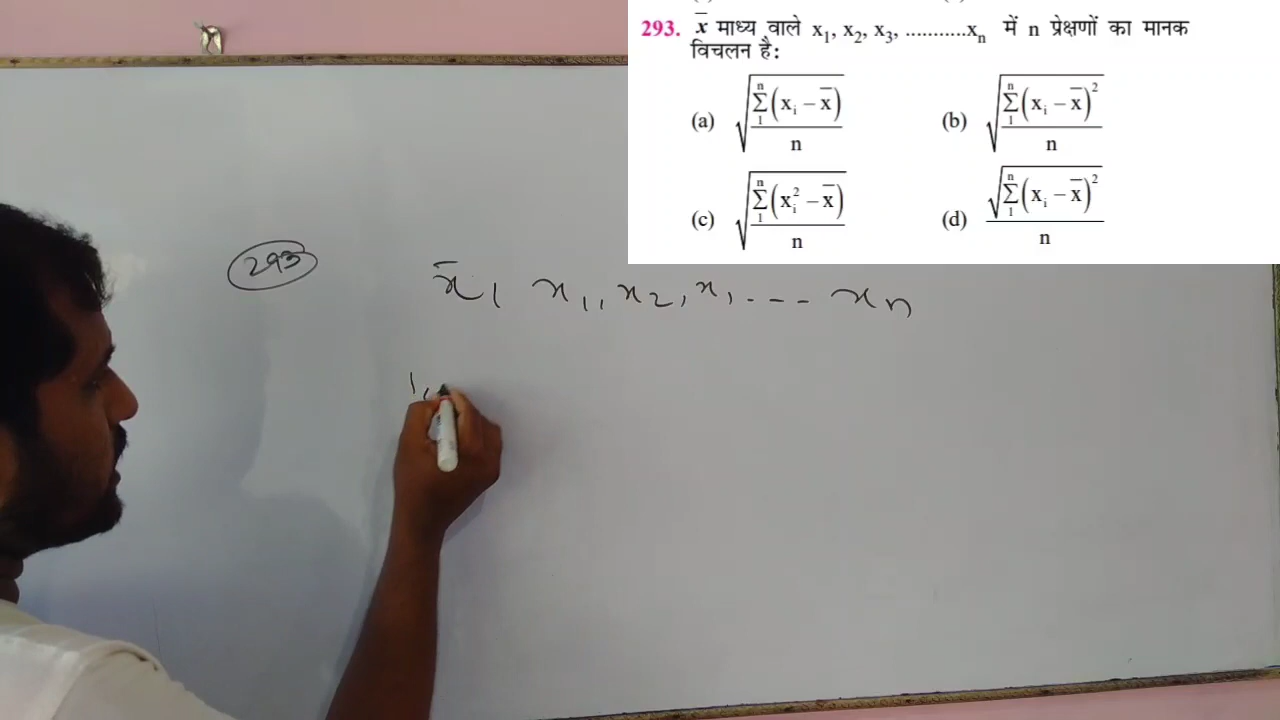 293. x̄ माध्य वाले x₁, x₂, x₃, ...........xₙ में n प्रेक्षणों का मानक
विचलन है:
(a) √(Σ₁ⁿ(xᵢ − x̄)/n) (b) √(Σ₁ⁿ(xᵢ − x̄)²/n)
(c) √(Σ₁ⁿ(xᵢ² − x̄)/n) (d) √(Σ₁ⁿ(xᵢ − x̄)²)/n
293
x̄, x₁, x₂, x, . - - - xₙ